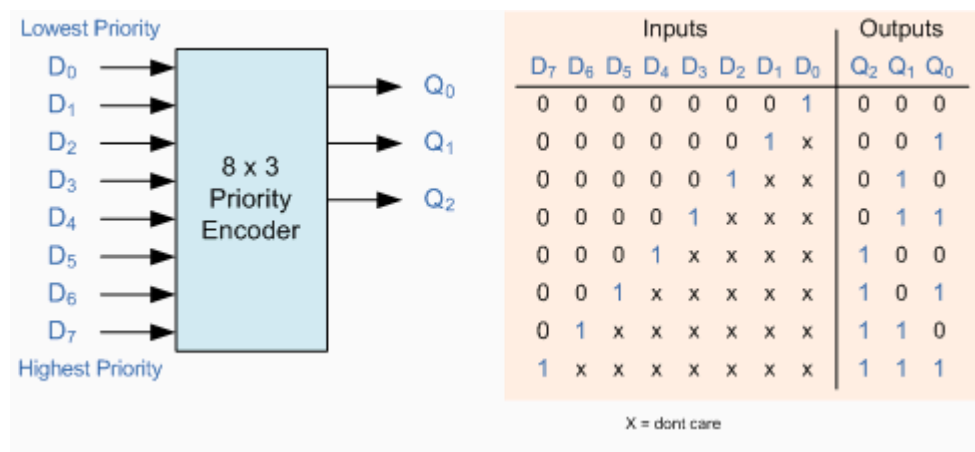 Lowest Priority
D0
D1
D2
D3
D4
D5
D6
D7
Highest Priority
8 x 3
Priority
Encoder
Q0
Q1
Q2
Inputs Outputs
D7 D6 D5 D4 D3 D2 D1 D0 Q2 Q1 Q0
0 0 0 0 0 0 0 1 0 0 0
0 0 0 0 0 0 1 x 0 0 1
0 0 0 0 0 1 x x 0 1 0
0 0 0 0 1 x x x 0 1 1
0 0 0 1 x x x x 1 0 0
0 0 1 x x x x x 1 0 1
0 1 x x x x x x 1 1 0
1 x x x x x x x 1 1 1
X = dont care